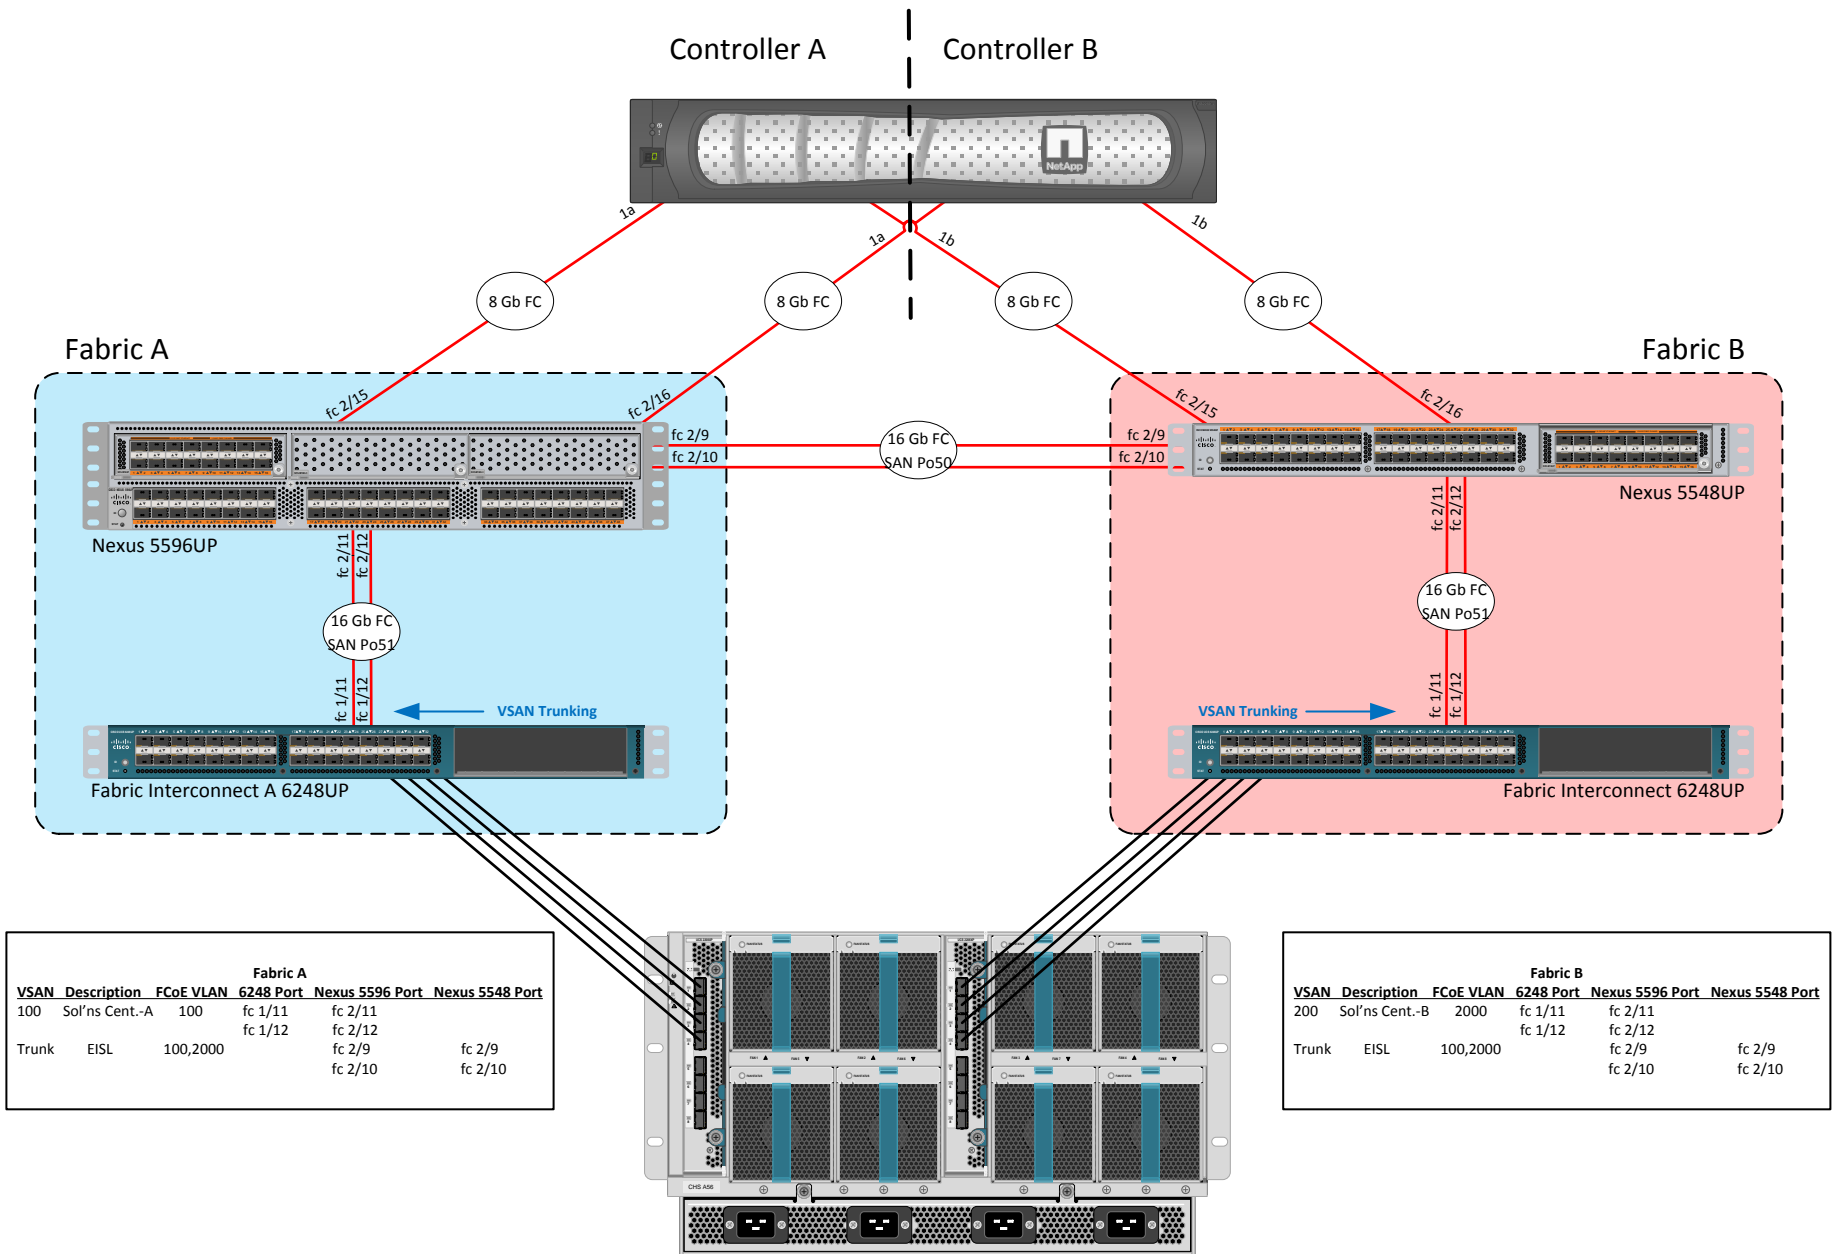 Controller A
Controller B
NetApp
1a
1a
1b
1b
8 Gb FC
8 Gb FC
8 Gb FC
8 Gb FC
Fabric A
Fabric B
fc 2/15
fc 2/16
fc 2/15
fc 2/16
fc 2/9
fc 2/10
16 Gb FC
SAN Po50
fc 2/9
fc 2/10
cisco
cisco
Nexus 5596UP
Nexus 5548UP
fc 2/11
fc 2/12
fc 2/11
fc 2/12
16 Gb FC
SAN Po51
16 Gb FC
SAN Po51
fc 1/11
fc 1/12
fc 1/11
fc 1/12
VSAN Trunking
VSAN Trunking
cisco
cisco
Fabric Interconnect A 6248UP
Fabric Interconnect 6248UP
Fabric A
VSAN Description FCoE VLAN 6248 Port Nexus 5596 Port Nexus 5548 Port
100 Sol'ns Cent.-A 100 fc 1/11 fc 2/11
fc 1/12 fc 2/12
Trunk EISL 100,2000 fc 2/9 fc 2/9
fc 2/10 fc 2/10
Fabric B
VSAN Description FCoE VLAN 6248 Port Nexus 5596 Port Nexus 5548 Port
200 Sol'ns Cent.-B 2000 fc 1/11 fc 2/11
fc 1/12 fc 2/12
Trunk EISL 100,2000 fc 2/9 fc 2/9
fc 2/10 fc 2/10
CHS A56